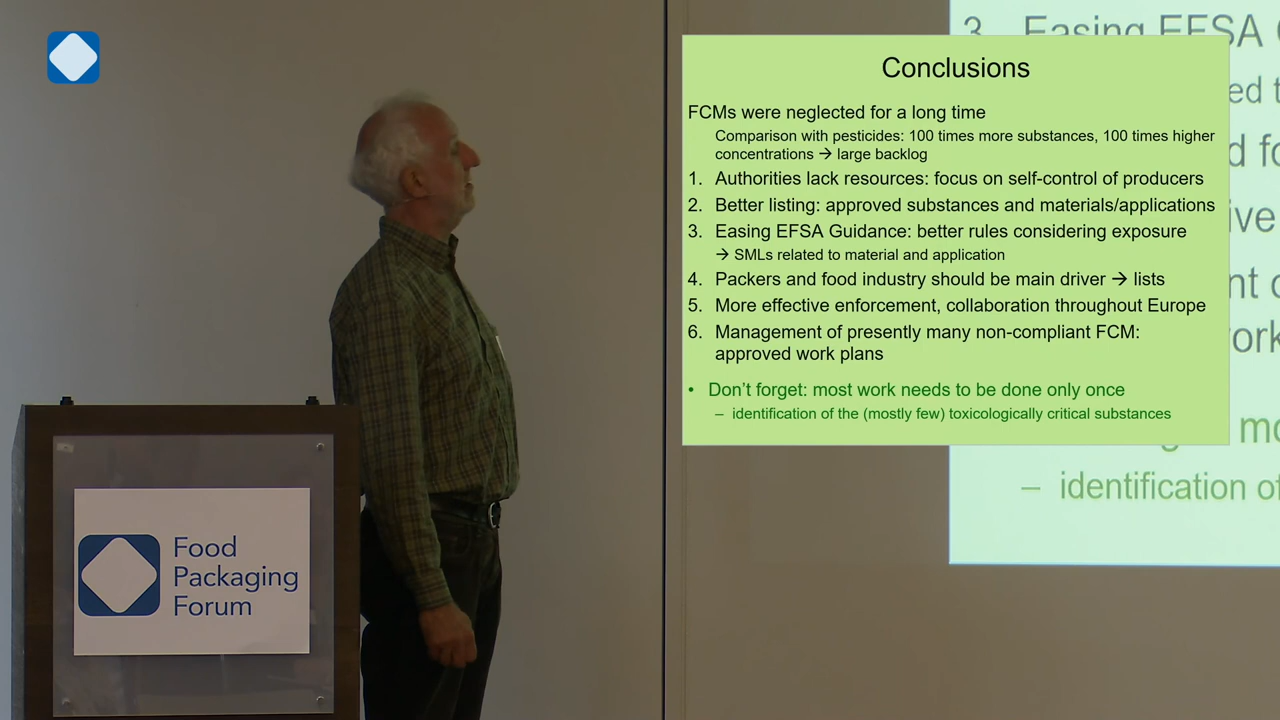 Conclusions
FCMs were neglected for a long time
Comparison with pesticides: 100 times more substances, 100 times higher
concentrations → large backlog
1. Authorities lack resources: focus on self-control of producers
2. Better listing: approved substances and materials/applications
3. Easing EFSA Guidance: better rules considering exposure
→ SMLs related to material and application
4. Packers and food industry should be main driver → lists
5. More effective enforcement, collaboration throughout Europe
6. Management of presently many non-compliant FCM:
approved work plans
• Don't forget: most work needs to be done only once
– identification of the (mostly few) toxicologically critical substances
3. Easing EFSA
– identification of
Food
Packaging
Forum